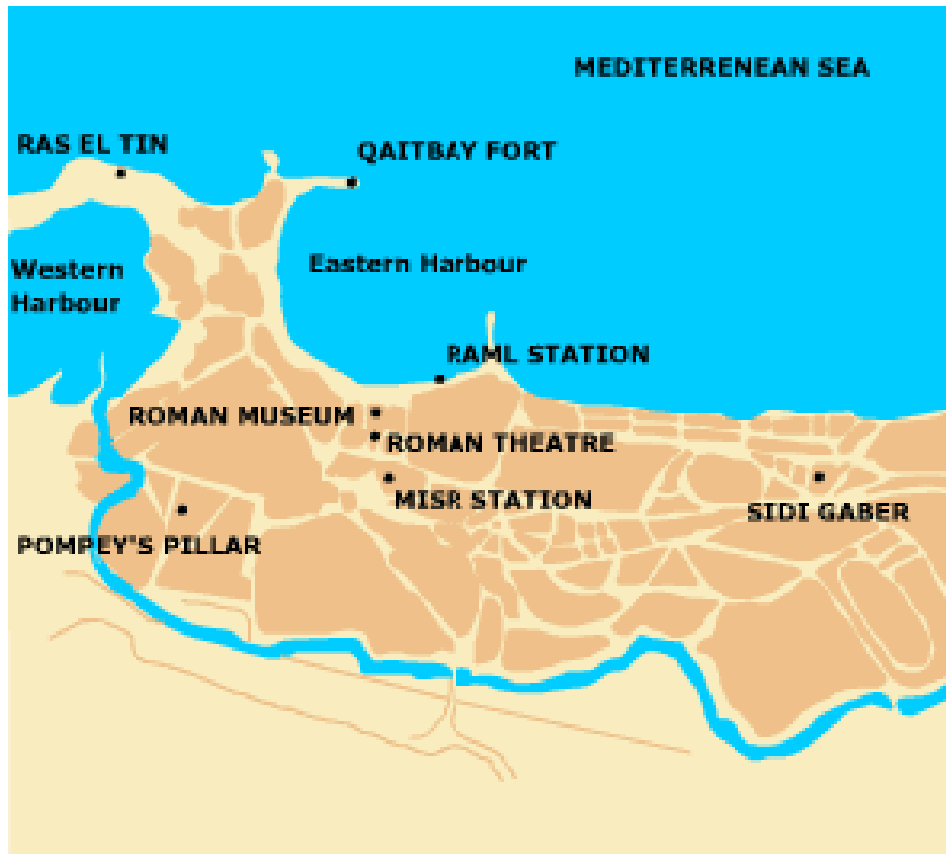 MEDITERRENEAN SEA
RAS EL TIN
QAITBAY FORT
Eastern Harbour
Western
Harbour
RAML STATION
ROMAN MUSEUM
ROMAN THEATRE
MISR STATION
SIDI GABER
POMPEY'S PILLAR